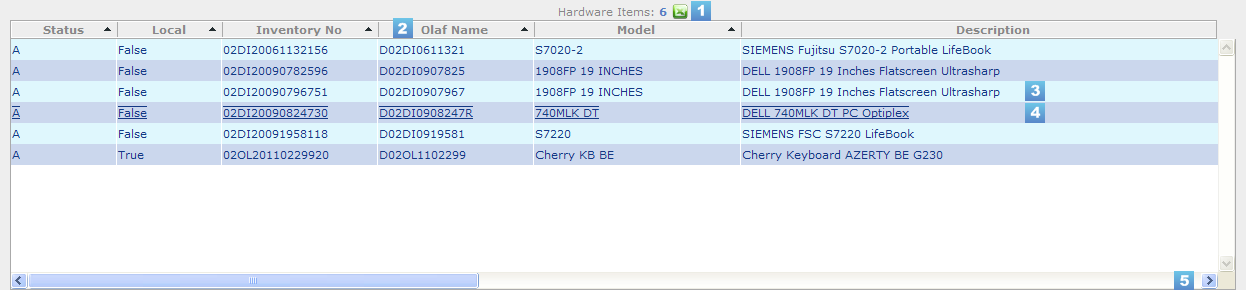 Hardware Items: 6 1
Status Local Inventory No 2 Olaf Name Model Description
A False 02DI20061132156 D02DI0611321 S7020-2 SIEMENS Fujitsu S7020-2 Portable LifeBook
A False 02DI20090782596 D02DI0907825 1908FP 19 INCHES DELL 1908FP 19 Inches Flatscreen Ultrasharp
A False 02DI20090796751 D02DI0907967 1908FP 19 INCHES DELL 1908FP 19 Inches Flatscreen Ultrasharp 3
A False 02DI20090824730 D02DI0908247R 740MLK DT DELL 740MLK DT PC Optiplex 4
A False 02DI20091958118 D02DI0919581 S7220 SIEMENS FSC S7220 LifeBook
A True 02OL20110229920 D02OL1102299 Cherry KB BE Cherry Keyboard AZERTY BE G230
5